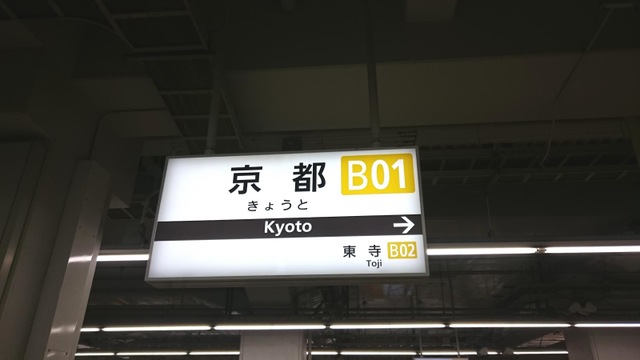 京都 B01
きょうと
Kyoto →
東寺 B02
Toji